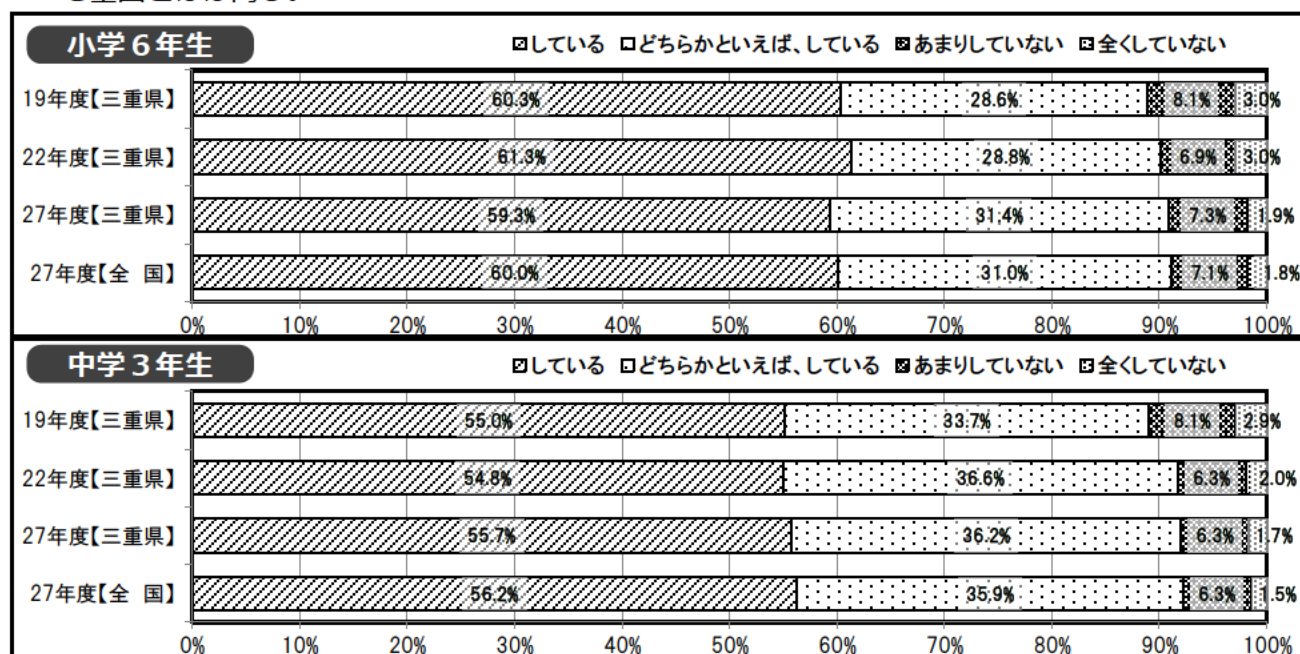 小学６年生
している どちらかといえば、している あまりしていない 全くしていない
19年度【三重県】 60.3% 28.6% 8.1% 3.0%
22年度【三重県】 61.3% 28.8% 6.9% 3.0%
27年度【三重県】 59.3% 31.4% 7.3% 1.9%
27年度【全 国】 60.0% 31.0% 7.1% 1.8%
0% 10% 20% 30% 40% 50% 60% 70% 80% 90% 100%
中学３年生
している どちらかといえば、している あまりしていない 全くしていない
19年度【三重県】 55.0% 33.7% 8.1% 2.9%
22年度【三重県】 54.8% 36.6% 6.3% 2.0%
27年度【三重県】 55.7% 36.2% 6.3% 1.7%
27年度【全 国】 56.2% 35.9% 6.3% 1.5%
0% 10% 20% 30% 40% 50% 60% 70% 80% 90% 100%